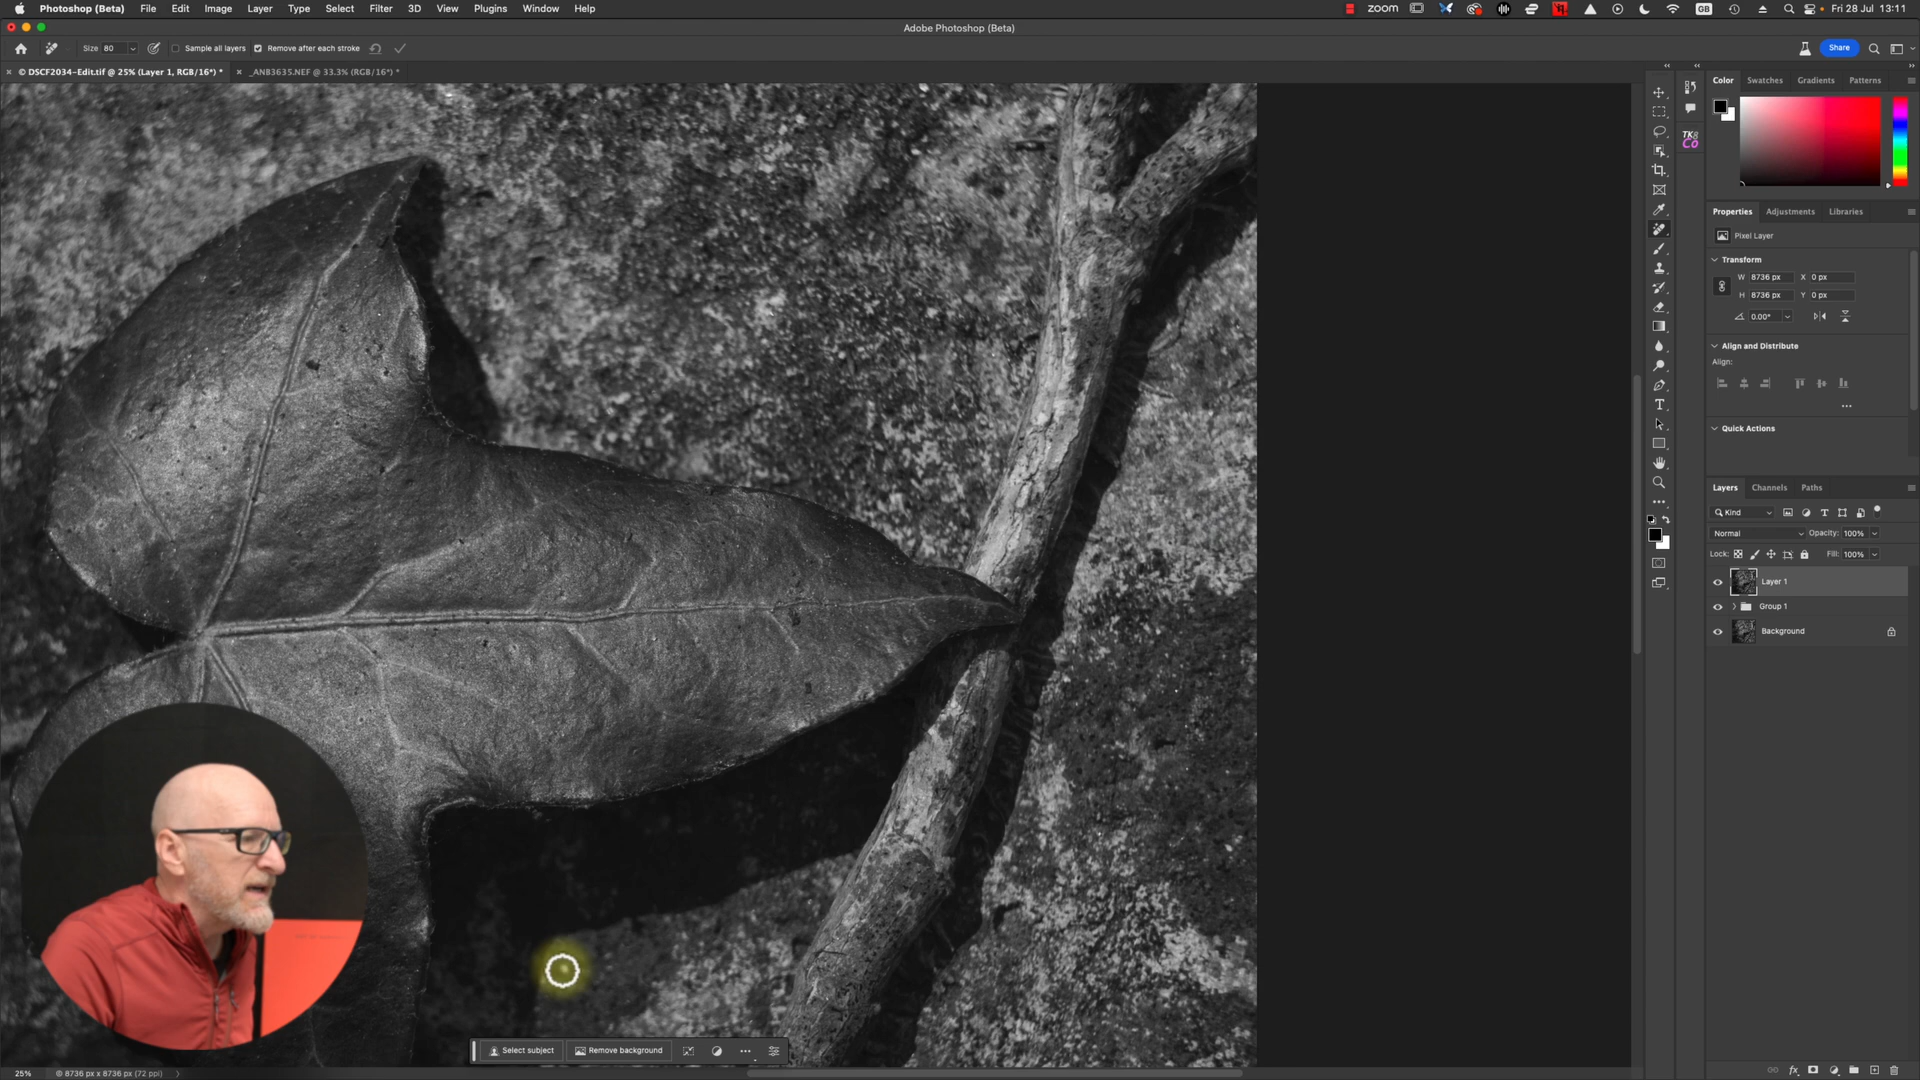 Photoshop (Beta) File Edit Image Layer Type Select Filter 3D View Plugins Window Help zoom GB Fri 28 Jul 13:11
Adobe Photoshop (Beta)
Size 80 Sample all layers Remove after each stroke Share
© DSCF2034-Edit.tif @ 25% (Layer 1, RGB/16*) * _ANB3635.NEF @ 33.3% (RGB/16*) *
Color Swatches Gradients Patterns
TK8
Co
Properties Adjustments Libraries
Pixel Layer
Transform
W 8736 px X 0 px
H 8736 px Y 0 px
0.00°
Align and Distribute
Align:
Quick Actions
Layers Channels Paths
Kind
Normal Opacity: 100%
Lock: Fill: 100%
Layer 1
Group 1
Background
Select subject Remove background
25% 8736 px x 8736 px (72 ppi)